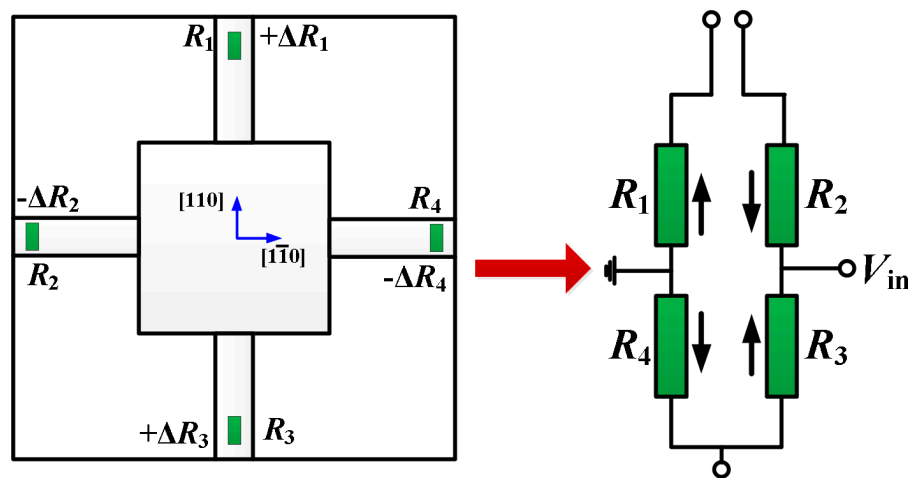 R₁ +ΔR₁
-ΔR₂
[110]
R₄
[11̄0]
R₂
-ΔR₄
+ΔR₃ R₃
R₁ R₂
Vin
R₄ R₃